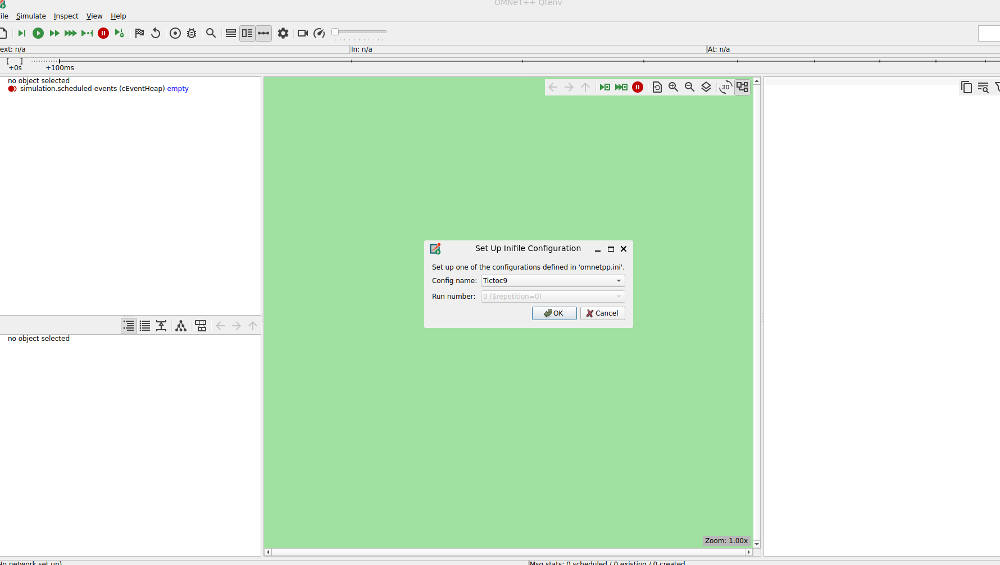 OMNeT++ Qtenv
ile Simulate Inspect View Help
ext: n/a In: n/a At: n/a
+0s +100ms
no object selected
simulation.scheduled-events (cEventHeap) empty
3D
Set Up Inifile Configuration
Set up one of the configurations defined in 'omnetpp.ini'.
Config name: Tictoc9
Run number: 0 ($repetition=0)
OK Cancel
no object selected
Zoom: 1.00x
No network set up) Msg stats: 0 scheduled / 0 existing / 0 created